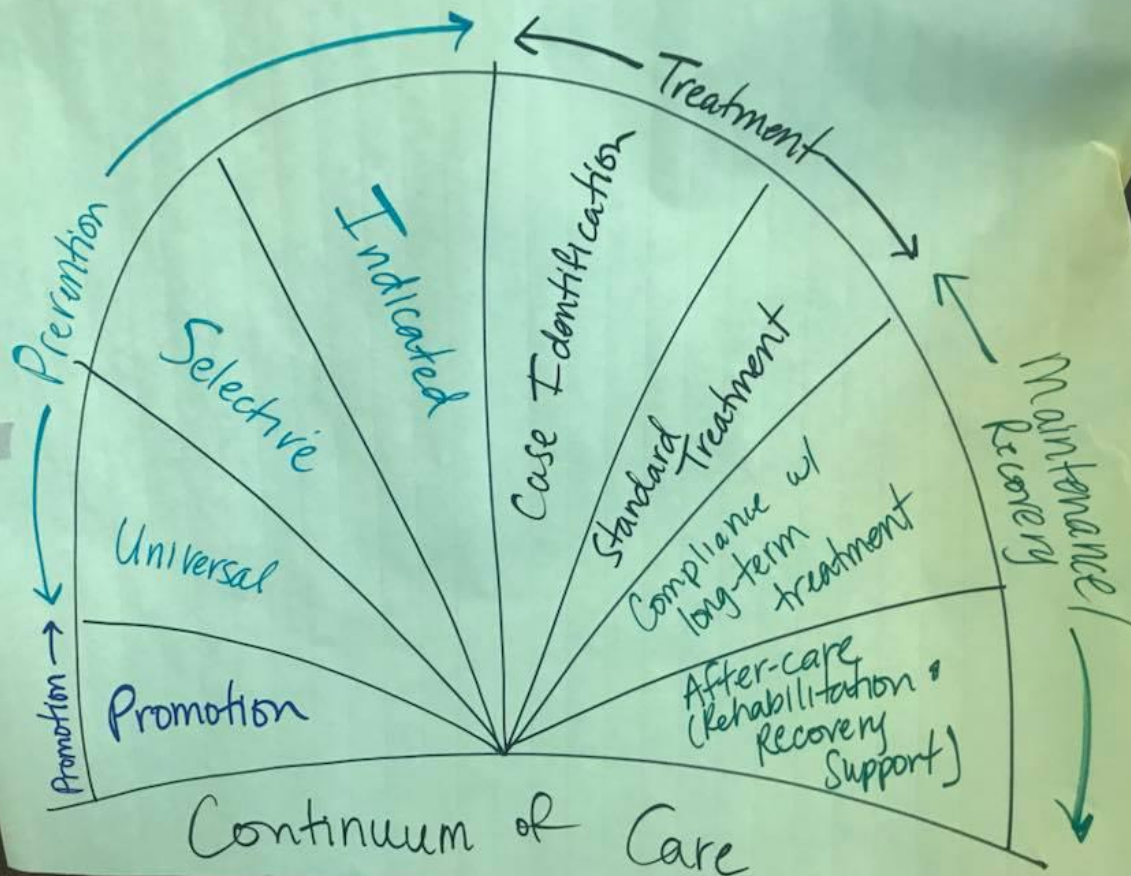 Prevention
Treatment
Maintenance/
Recovery
Promotion
Promotion
Universal
Selective
Indicated
Case Identification
Standard
Treatment
Compliance w/
long-term
treatment
After-care
(Rehabilitation &
Recovery
Support)
Continuum of Care